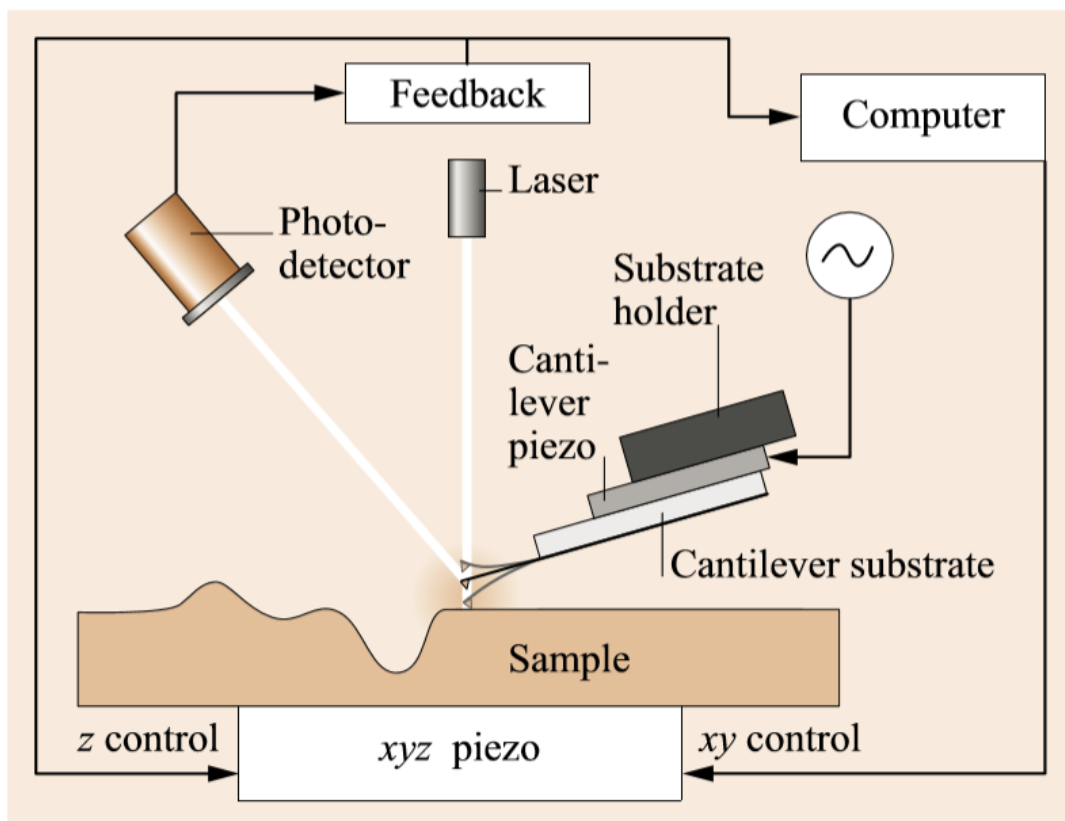 Feedback
Computer
Laser
Photo-
detector
Substrate
holder
Canti-
lever
piezo
Cantilever substrate
Sample
z control
xyz piezo
xy control